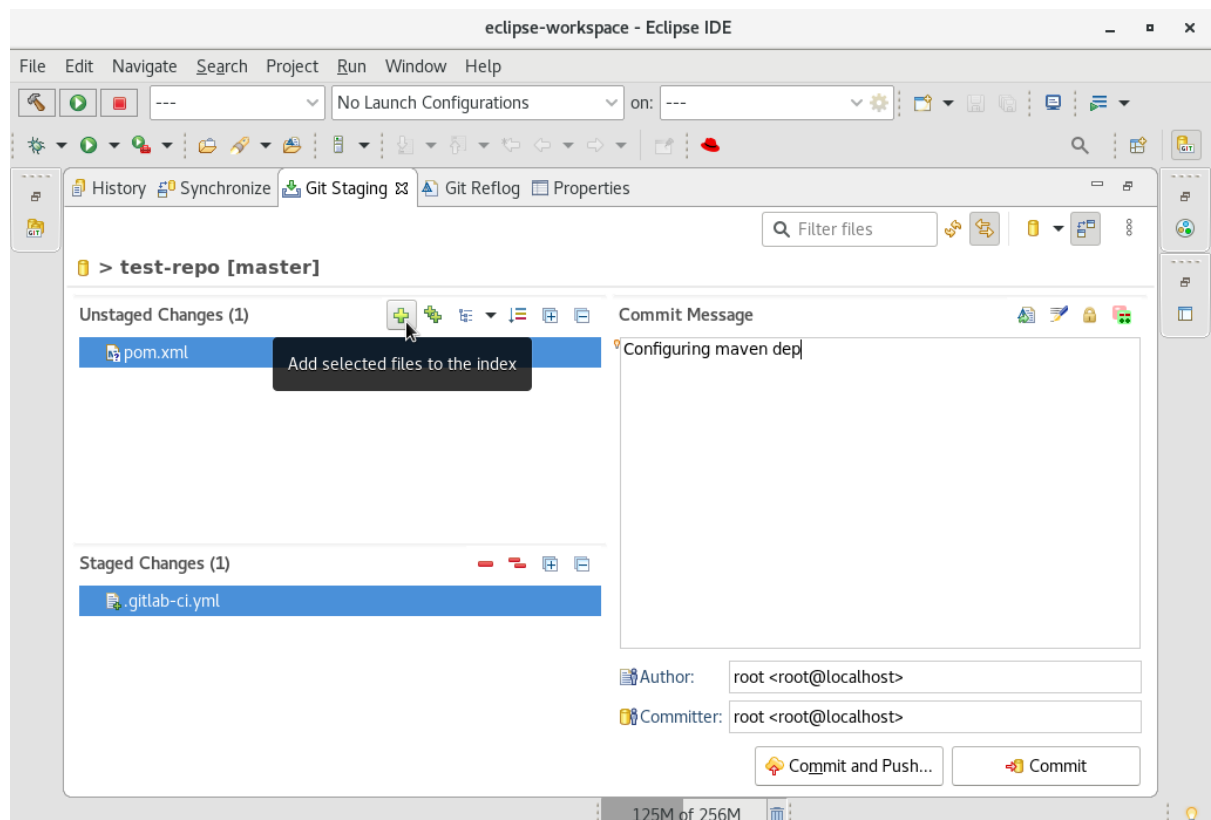 eclipse-workspace - Eclipse IDE
File Edit Navigate Search Project Run Window Help
--- No Launch Configurations on: ---
GIT
History Synchronize Git Staging Git Reflog Properties
GIT
Filter files
> test-repo [master]
Unstaged Changes (1)
Commit Message
pom.xml
Configuring maven dep
Add selected files to the index
Staged Changes (1)
.gitlab-ci.yml
Author: root <root@localhost>
Committer: root <root@localhost>
Commit and Push... Commit
125M of 256M